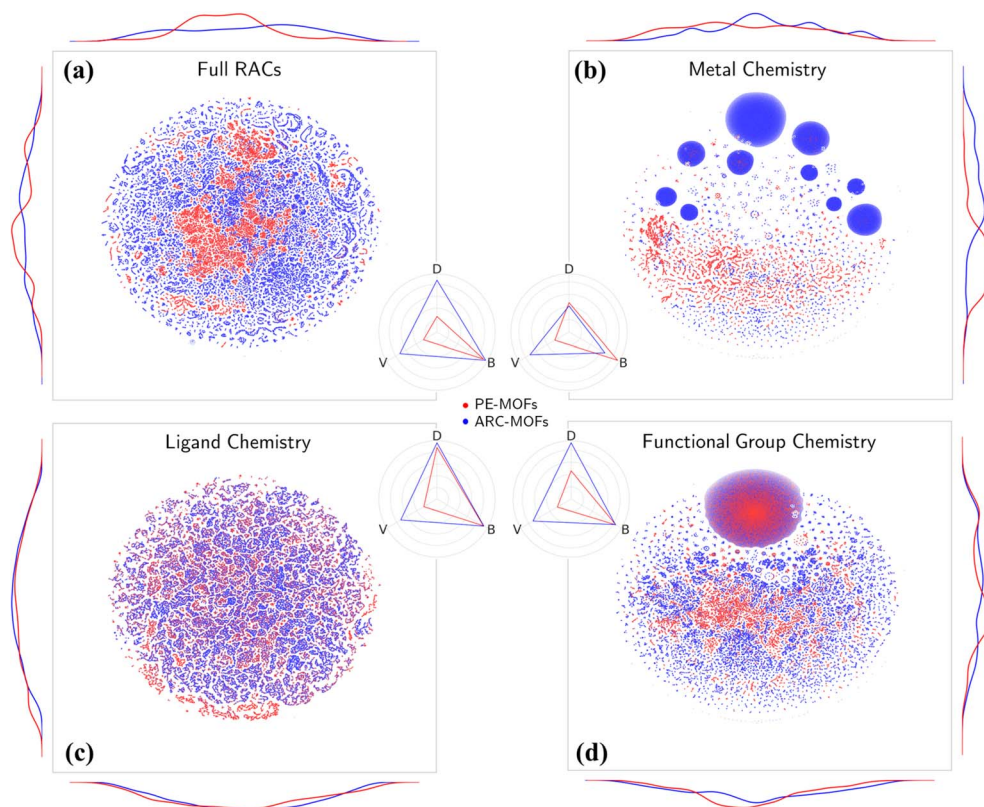 (a)
Full RACs
(b)
Metal Chemistry
D
V
B
D
V
B
PE-MOFs
ARC-MOFs
Ligand Chemistry
D
V
B
(c)
Functional Group Chemistry
D
V
B
(d)